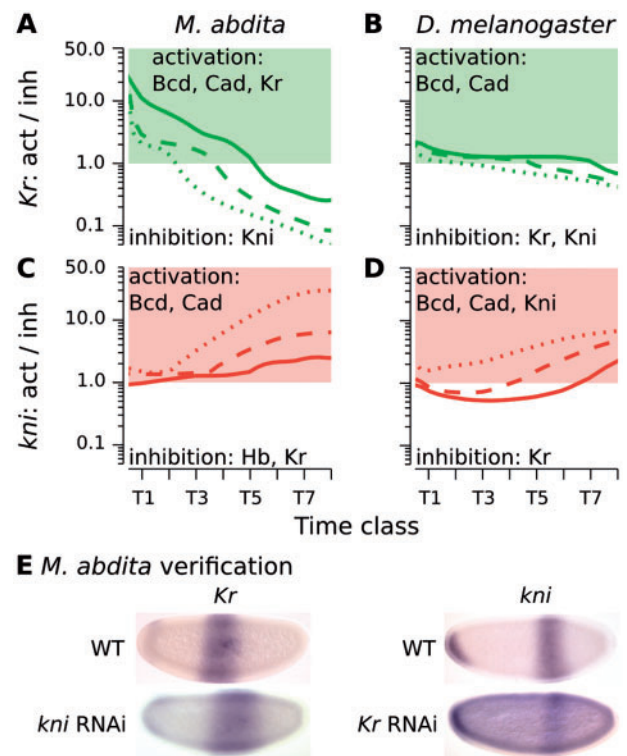 A M. abdita B D. melanogaster
Kr: act / inh
50.0
10.0
1.0
0.1
activation:
Bcd, Cad, Kr
inhibition: Kni
activation:
Bcd, Cad
inhibition: Kr, Kni
C D
kni: act / inh
50.0
10.0
1.0
0.1
activation:
Bcd, Cad
inhibition: Hb, Kr
activation:
Bcd, Cad, Kni
inhibition: Kr
T1 T3 T5 T7 T1 T3 T5 T7
Time class
E M. abdita verification
Kr kni
WT WT
kni RNAi Kr RNAi